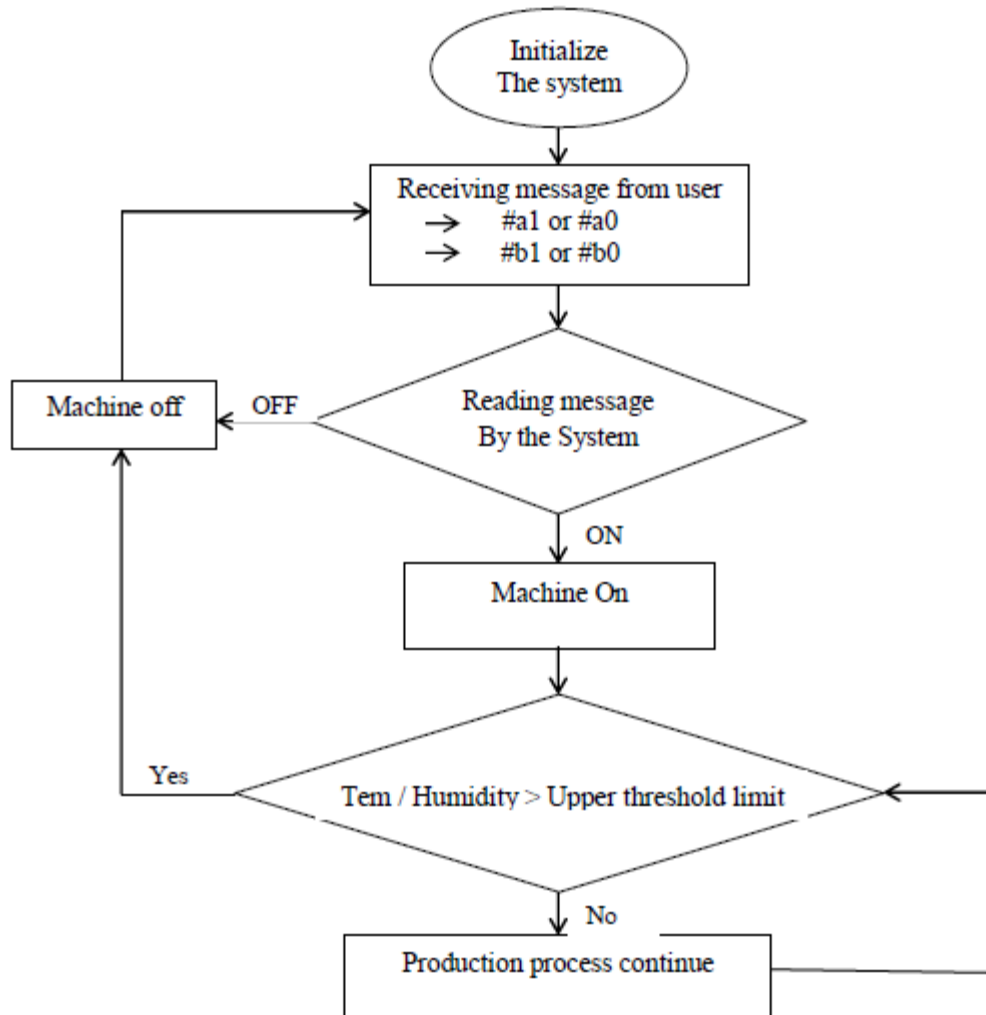 Initialize
The system
Receiving message from user
→ #a1 or #a0
→ #b1 or #b0
Machine off
OFF
Reading message
By the System
ON
Machine On
Yes
Tem / Humidity > Upper threshold limit
No
Production process continue